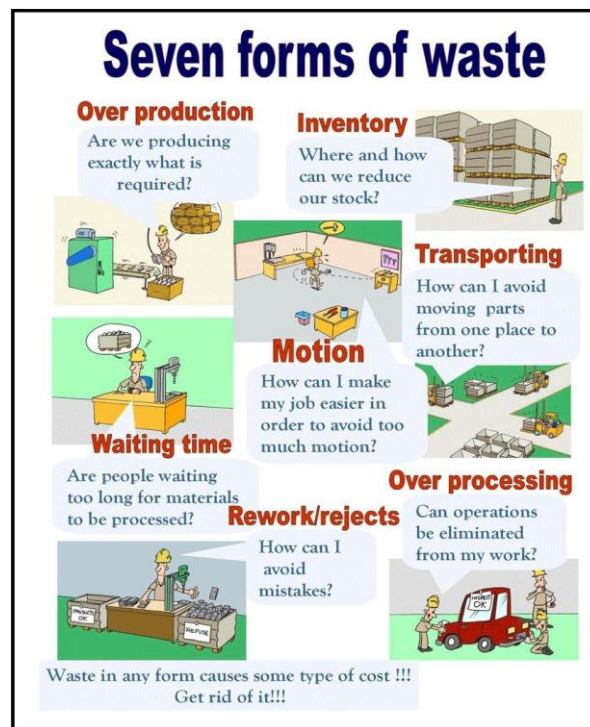 Seven forms of waste
Over production
Are we producing
exactly what is
required?
Inventory
Where and how
can we reduce
our stock?
Transporting
How can I avoid
moving parts
from one place to
another?
Motion
How can I make
my job easier in
order to avoid too
much motion?
Waiting time
Are people waiting
too long for materials
to be processed?
Over processing
Can operations
be eliminated
from my work?
INSPECT
OK
Rework/rejects
How can I
avoid
mistakes?
PRODUCTS
OK
REFUSE
Waste in any form causes some type of cost !!!
Get rid of it!!!